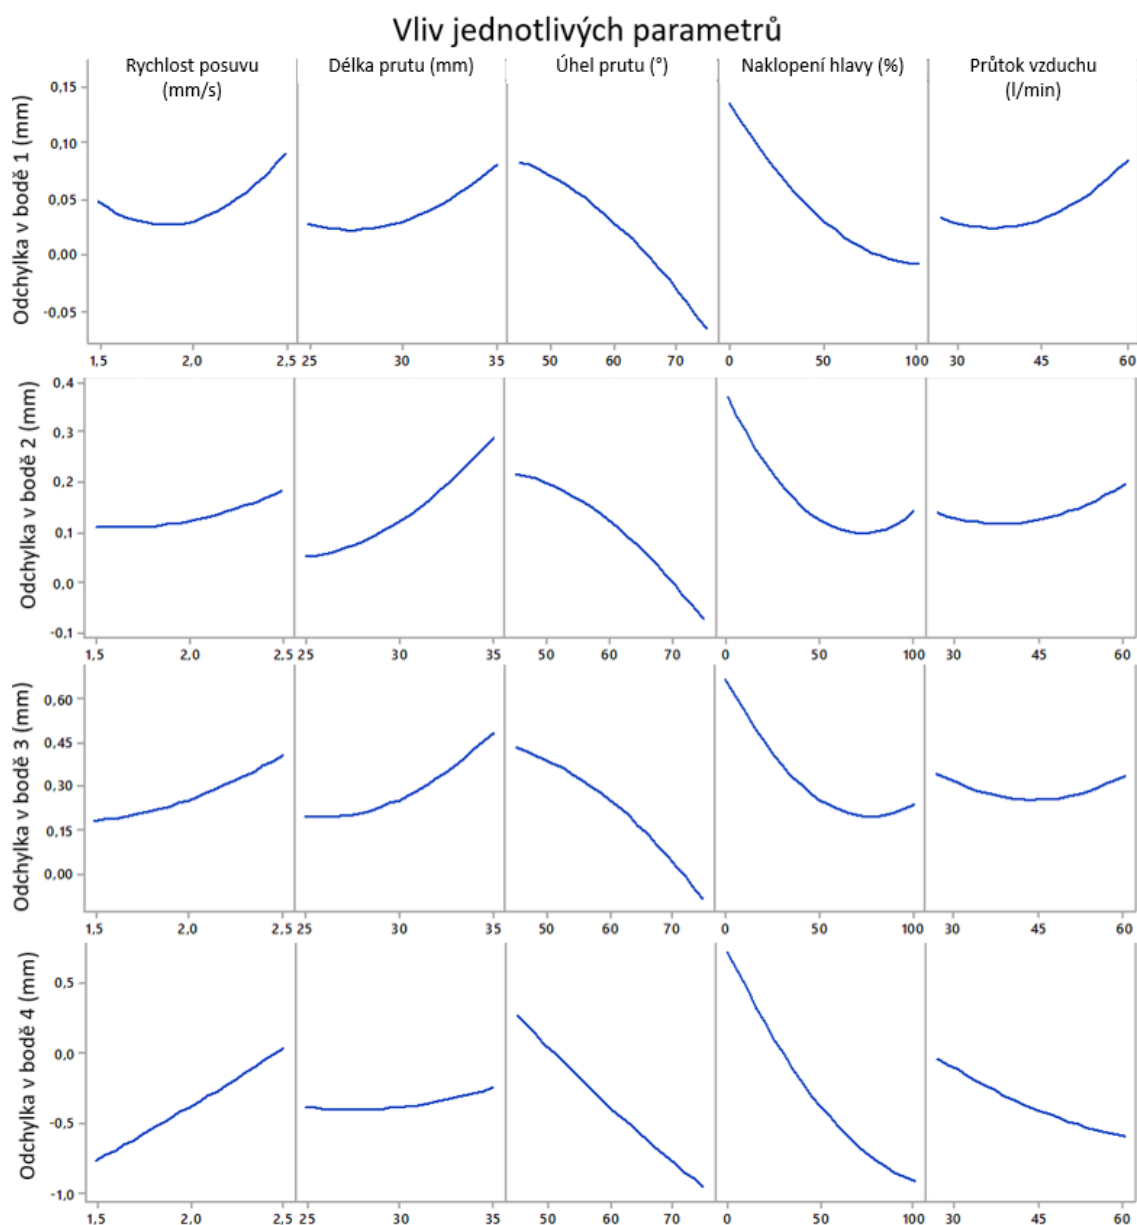 Vliv jednotlivých parametrů
Rychlost posuvu
(mm/s)
Délka prutu (mm)
Úhel prutu (°)
Naklopení hlavy (%)
Průtok vzduchu
(l/min)
Odchylka v bodě 1 (mm)
0,15
0,10
0,05
0,00
-0,05
1,5 2,0 2,5 25 30 35 50 60 70 0 50 100 30 45 60
Odchylka v bodě 2 (mm)
0,4
0,3
0,2
0,1
0,0
-0,1
1,5 2,0 2,5 25 30 35 50 60 70 0 50 100 30 45 60
Odchylka v bodě 3 (mm)
0,60
0,45
0,30
0,15
0,00
1,5 2,0 2,5 25 30 35 50 60 70 0 50 100 30 45 60
Odchylka v bodě 4 (mm)
0,5
0,0
-0,5
-1,0
1,5 2,0 2,5 25 30 35 50 60 70 0 50 100 30 45 60